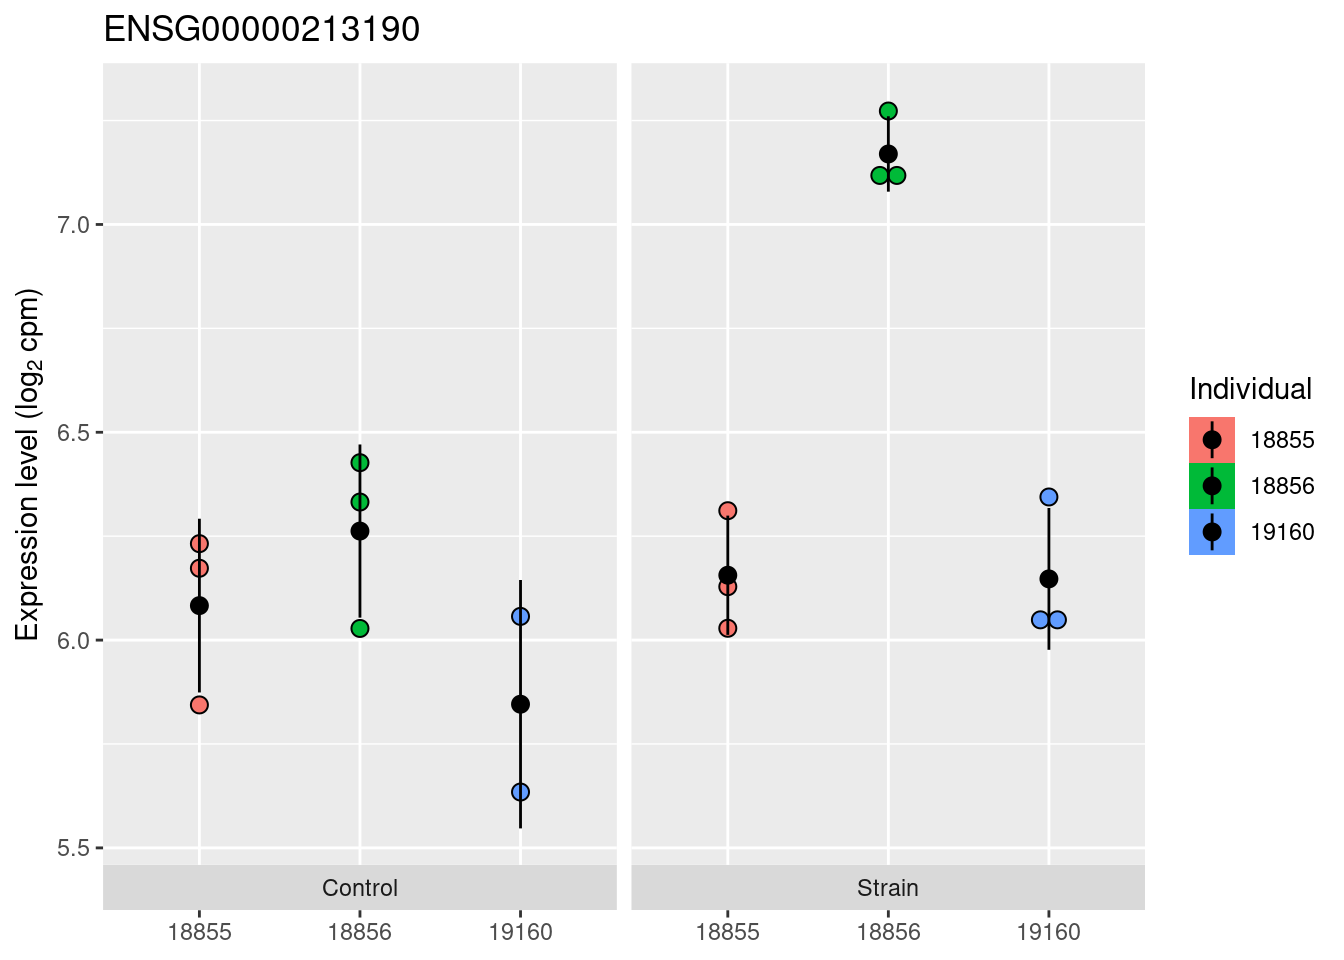 ENSG00000213190
Expression level (log₂ cpm)
7.0
6.5
6.0
5.5
Control
Strain
18855
18856
19160
18855
18856
19160
Individual
18855
18856
19160